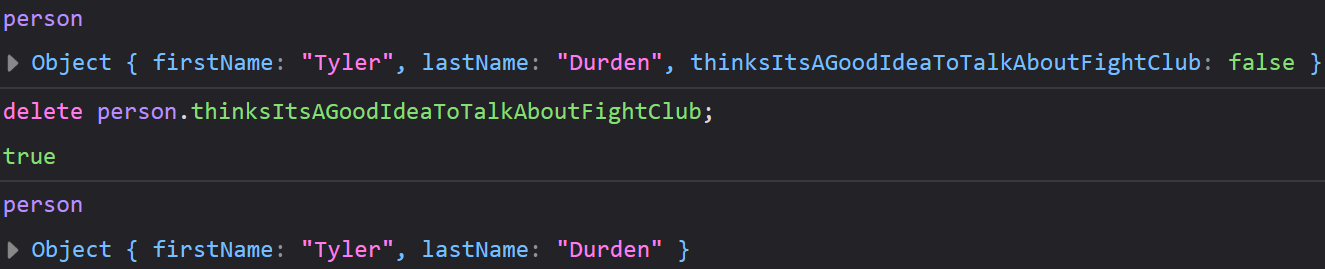 person
Object { firstName: "Tyler", lastName: "Durden", thinksItsAGoodIdeaToTalkAboutFightClub: false }
delete person.thinksItsAGoodIdeaToTalkAboutFightClub;
true
person
Object { firstName: "Tyler", lastName: "Durden" }